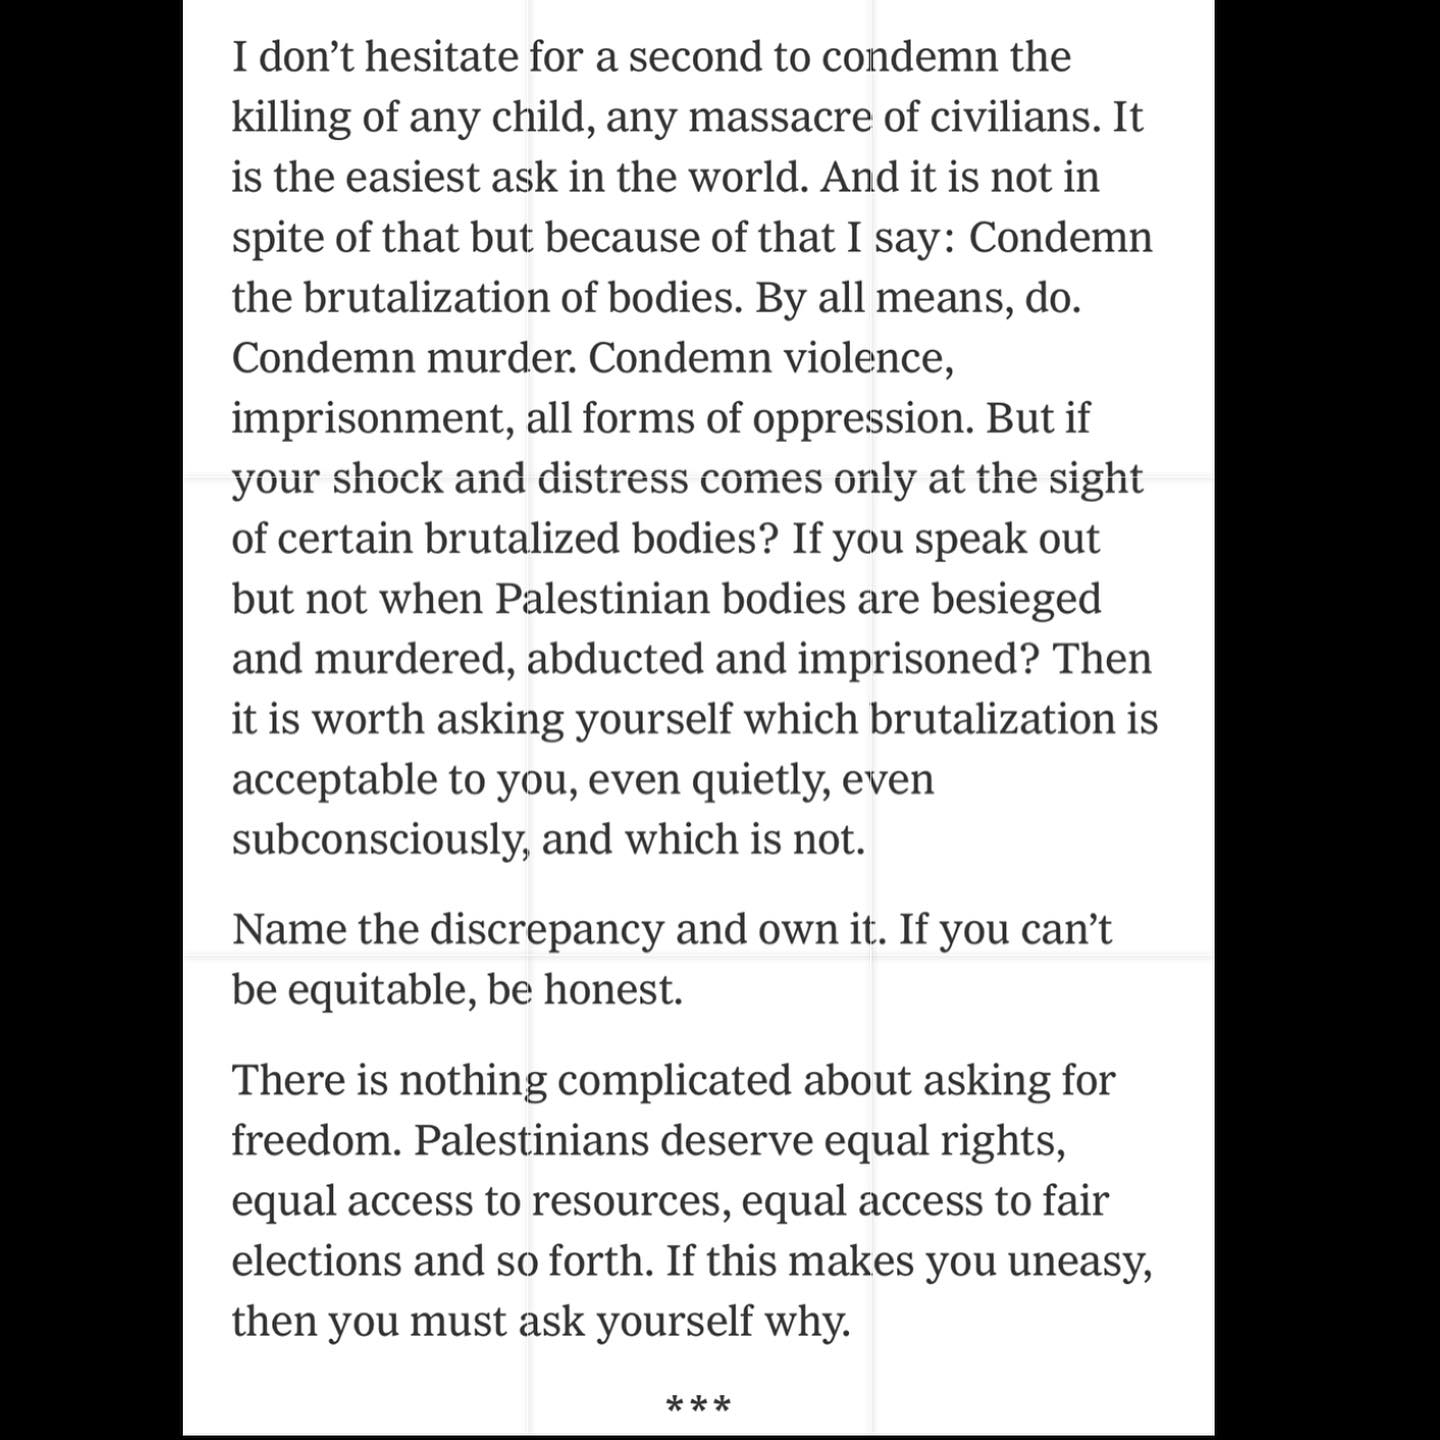 I don’t hesitate for a second to condemn the
killing of any child, any massacre of civilians. It
is the easiest ask in the world. And it is not in
spite of that but because of that I say: Condemn
the brutalization of bodies. By all means, do.
Condemn murder. Condemn violence,
imprisonment, all forms of oppression. But if
your shock and distress comes only at the sight
of certain brutalized bodies? If you speak out
but not when Palestinian bodies are besieged
and murdered, abducted and imprisoned? Then
it is worth asking yourself which brutalization is
acceptable to you, even quietly, even
subconsciously, and which is not.
Name the discrepancy and own it. If you can’t
be equitable, be honest.
There is nothing complicated about asking for
freedom. Palestinians deserve equal rights,
equal access to resources, equal access to fair
elections and so forth. If this makes you uneasy,
then you must ask yourself why.
***